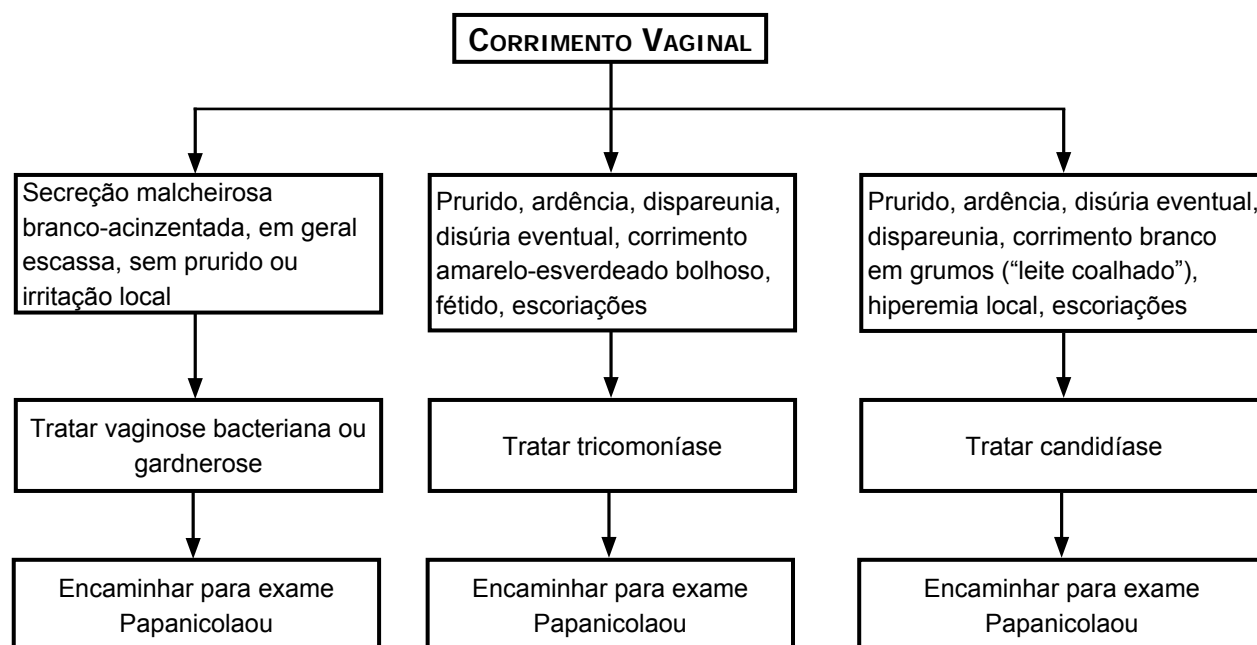 CORRIMENTO VAGINAL
Secreção malcheirosa
branco-acinzentada, em geral
escassa, sem prurido ou
irritação local
Prurido, ardência, dispareunia,
disúria eventual, corrimento
amarelo-esverdeado bolhoso,
fétido, escoriações
Prurido, ardência, disúria eventual,
dispareunia, corrimento branco
em grumos (“leite coalhado”),
hiperemia local, escoriações
Tratar vaginose bacteriana ou
gardnerose
Tratar tricomoníase
Tratar candidíase
Encaminhar para exame
Papanicolaou
Encaminhar para exame
Papanicolaou
Encaminhar para exame
Papanicolaou